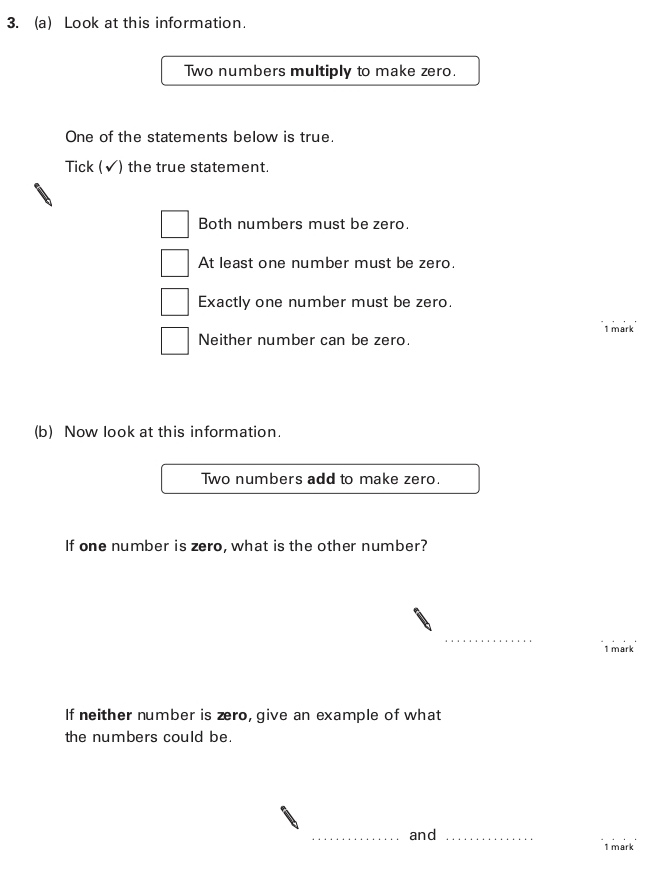 3. (a) Look at this information.
Two numbers multiply to make zero.
One of the statements below is true.
Tick (✓) the true statement.
Both numbers must be zero.
At least one number must be zero.
Exactly one number must be zero.
Neither number can be zero.
1 mark
(b) Now look at this information.
Two numbers add to make zero.
If one number is zero, what is the other number?
...............
1 mark
If neither number is zero, give an example of what
the numbers could be.
............... and ...............
1 mark